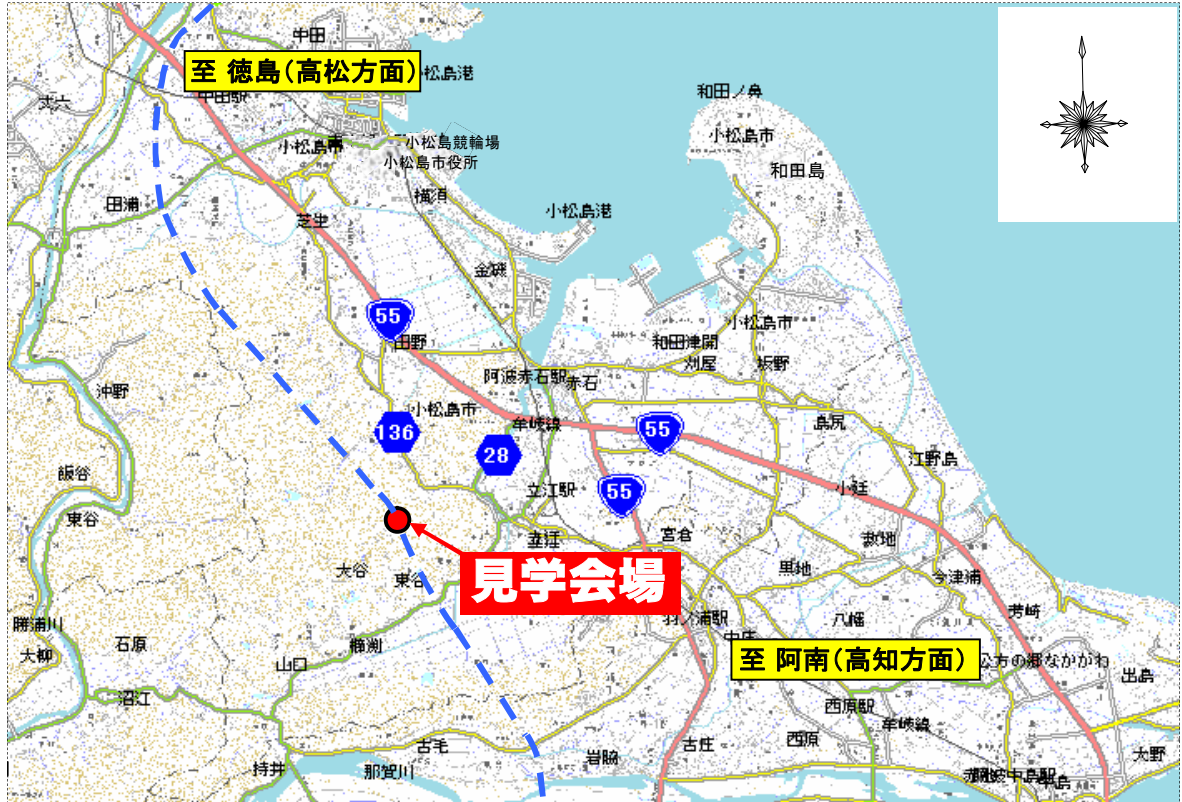 中田
至 徳島（高松方面）
小松島港
中田駅
和田ノ鼻
小松島市
小松島競輪場
小松島市
小松島市役所
和田島
横須
田浦
芝生
小松島港
金磯
55
田野
小松島市
和田津開
刈屋
坂野
阿波赤石駅
赤石
沖野
小松島市
136
牟岐線
55
島尻
28
江野島
飯谷
立江駅
55
小延
東谷
立江
宮倉
大谷
東谷
見学会場
黒地
今津浦
芳崎
勝浦川
石原
大柳
櫛渕
羽ノ浦駅
中庄
八幡
山口
至 阿南（高知方面）
出島
沼江
西原駅
牟岐線
古毛
岩脇
古庄
西原
大野
持井
那賀川